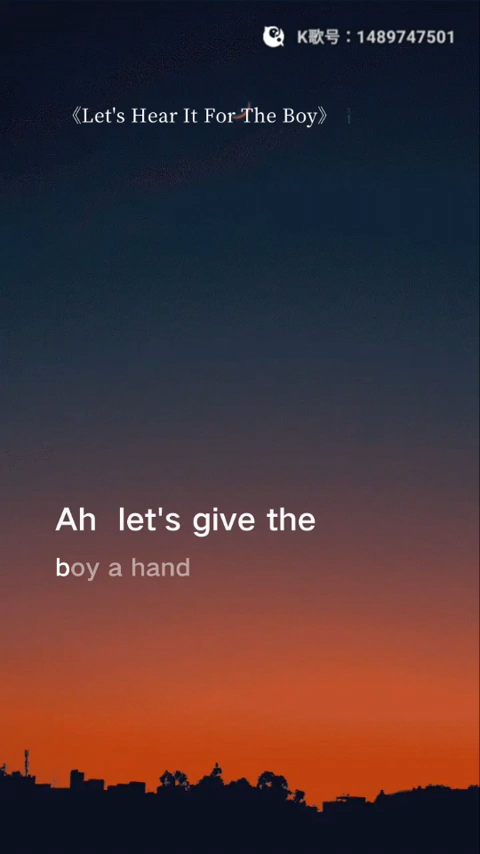 K歌号：1489747501
《Let's Hear It For The Boy》
Ah let's give the
boy a hand